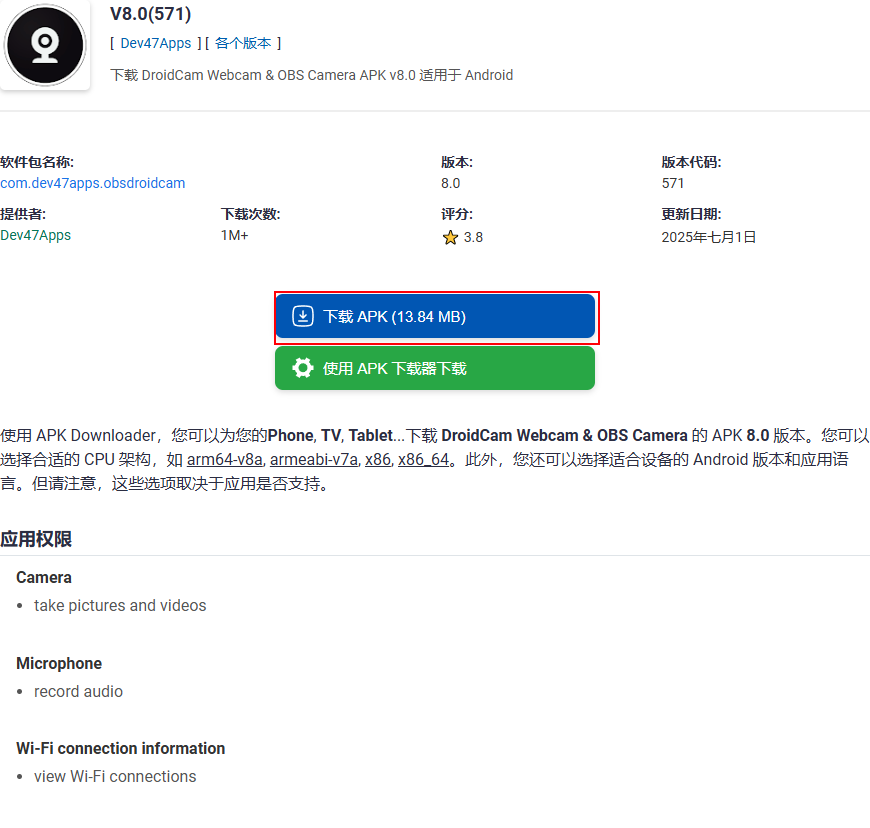 V8.0(571)
[ Dev47Apps ] [ 各个版本 ]
下载 DroidCam Webcam & OBS Camera APK v8.0 适用于 Android
软件包名称: 版本: 版本代码:
com.dev47apps.obsdroidcam 8.0 571
提供者: 下载次数: 评分: 更新日期:
Dev47Apps 1M+ 3.8 2025年七月1日
下载 APK (13.84 MB)
使用 APK 下载器下载
使用 APK Downloader，您可以为您的Phone, TV, Tablet...下载 DroidCam Webcam & OBS Camera 的 APK 8.0 版本。您可以
选择合适的 CPU 架构，如 arm64-v8a, armeabi-v7a, x86, x86_64。此外，您还可以选择适合设备的 Android 版本和应用语
言。但请注意，这些选项取决于应用是否支持。
应用权限
Camera
• take pictures and videos
Microphone
• record audio
Wi-Fi connection information
• view Wi-Fi connections